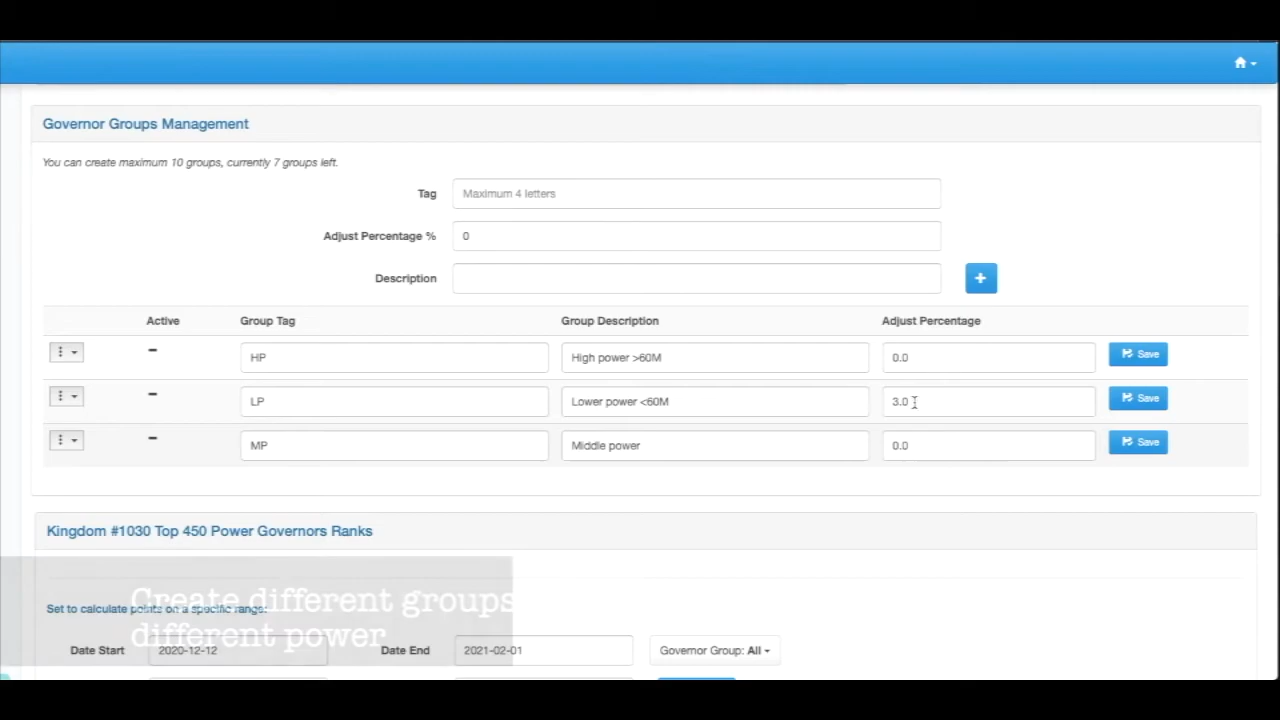 Governor Groups Management
You can create maximum 10 groups, currently 7 groups left.
Tag Maximum 4 letters
Adjust Percentage % 0
Description +
Active Group Tag Group Description Adjust Percentage
HP High power >60M 0.0 Save
LP Lower power <60M 3.0 Save
MP Middle power 0.0 Save
Kingdom #1030 Top 450 Power Governors Ranks
Create different groups
Set to calculate points on a specific range:
different power
Date Start 2020-12-12 Date End 2021-02-01 Governor Group: All